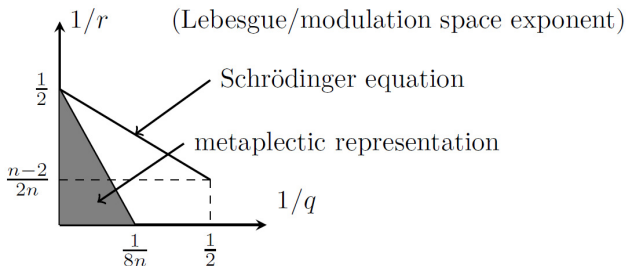 1/r (Lebesgue/modulation space exponent)
1/2
Schrödinger equation
metaplectic representation
n−2/2n
1/q
1/8n 1/2